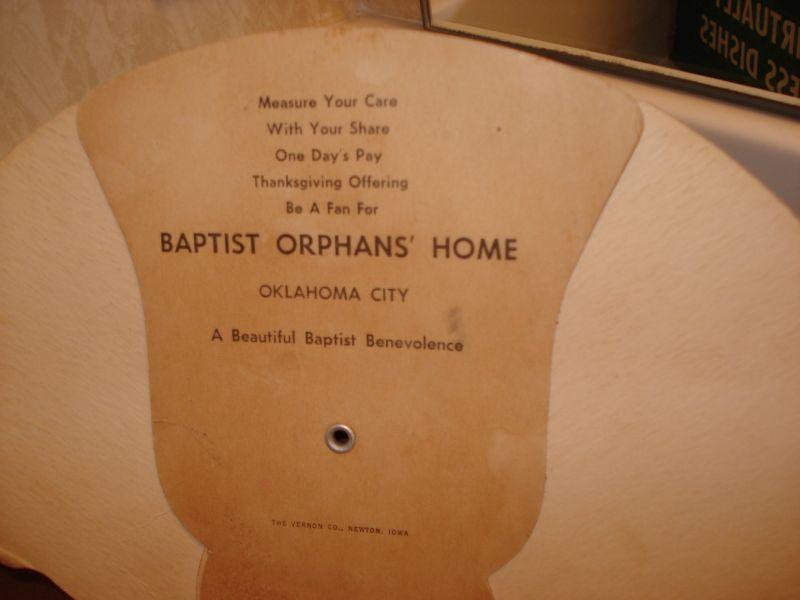 Measure Your Care
With Your Share
One Day's Pay
Thanksgiving Offering
Be A Fan For
BAPTIST ORPHANS' HOME
OKLAHOMA CITY
A Beautiful Baptist Benevolence
THE VERNON CO., NEWTON, IOWA
DISHES